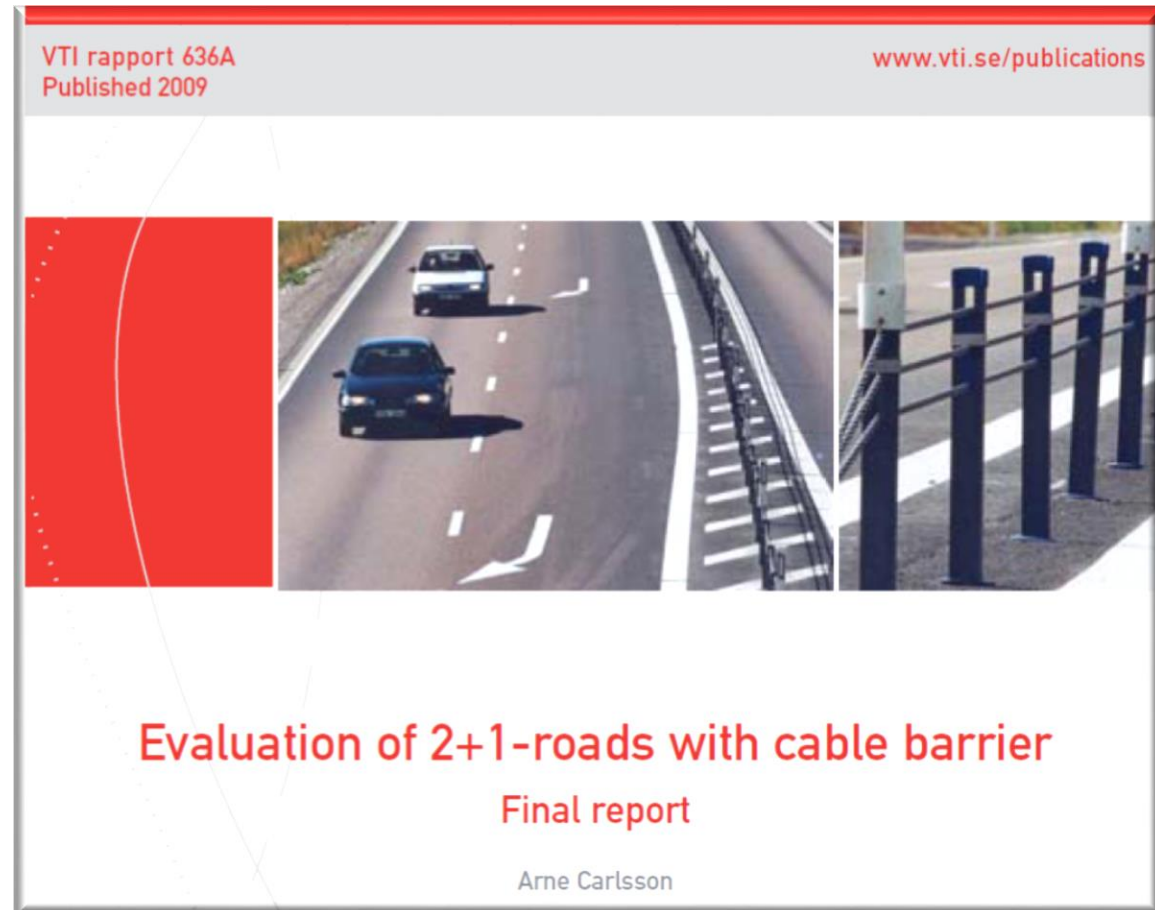 VTI rapport 636A
Published 2009
www.vti.se/publications
Evaluation of 2+1-roads with cable barrier
Final report
Arne Carlsson